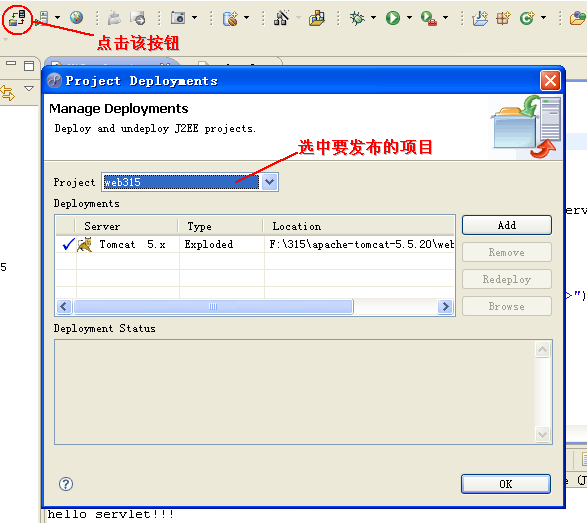 点击该按钮
Project Deployments
Manage Deployments
Deploy and undeploy J2EE projects.
选中要发布的项目
Project web315
Deployments
Server Type Location
Tomcat 5.x Exploded F:\315\apache-tomcat-5.5.20\web
Add
Remove
Redeploy
Browse
Deployment Status
OK
erv
5
>")
(J
hello servlet!!!